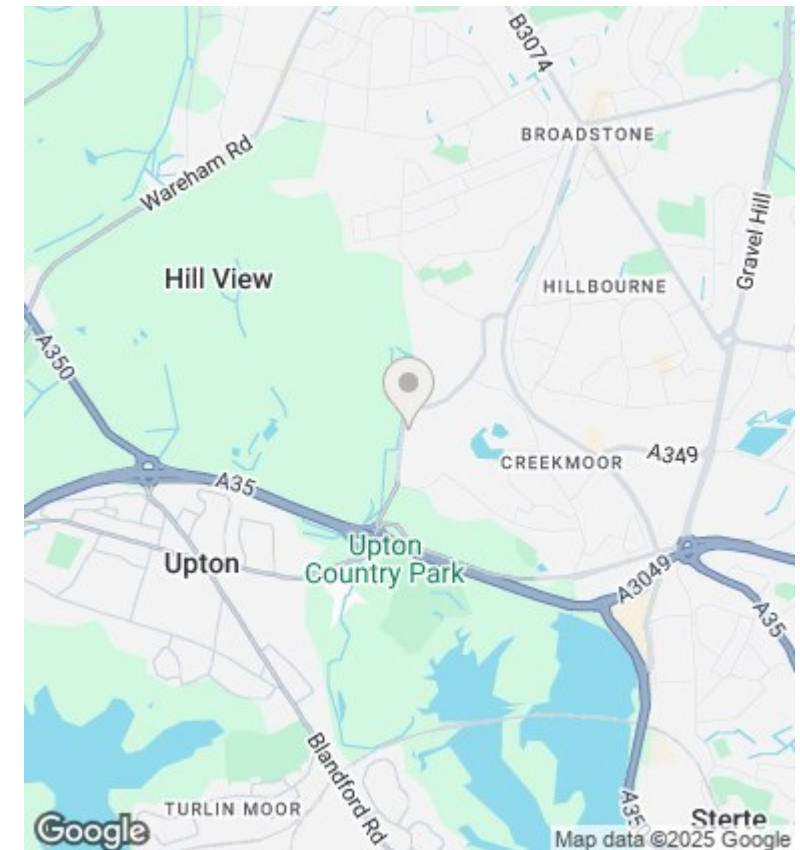 B3074
BROADSTONE
Wareham Rd
Gravel Hill
Hill View
HILLBOURNE
A350
A349
CREEKMOOR
A35
Upton
Country Park
Upton
A3049
A35
Blandford Rd
TURLIN MOOR
A35
Sterte
Google
Map data ©2025 Google